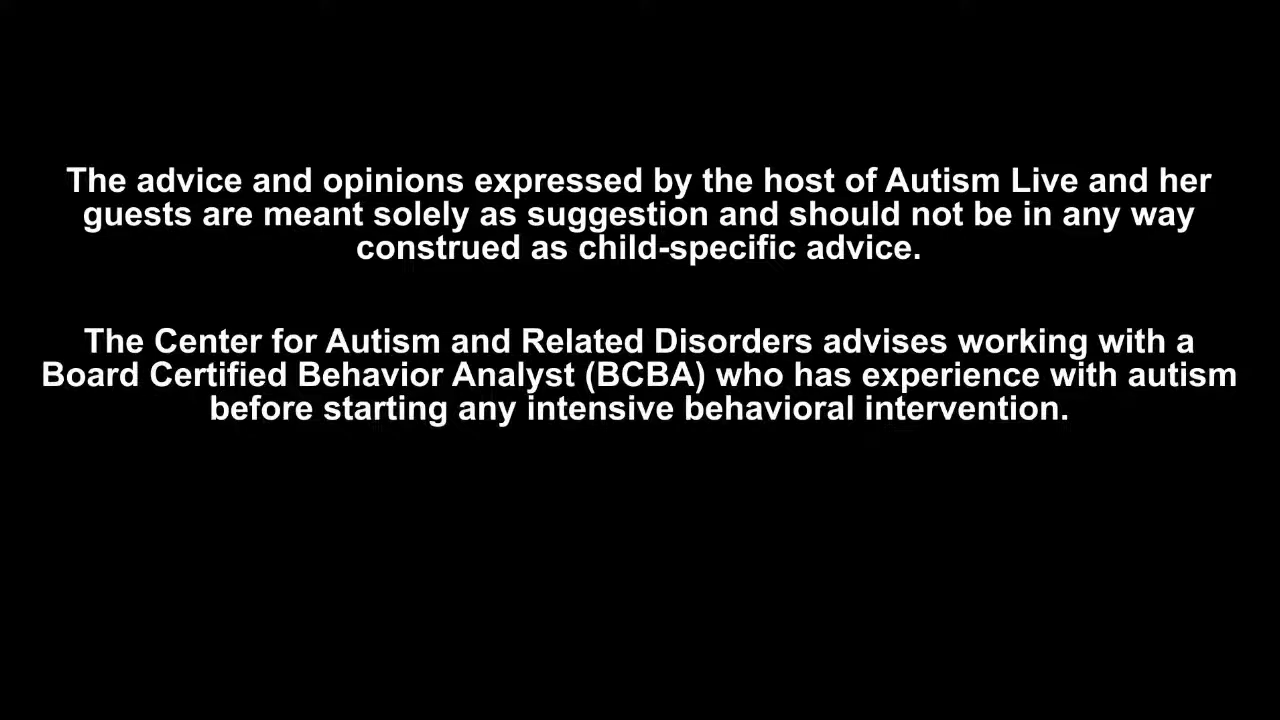 The advice and opinions expressed by the host of Autism Live and her
guests are meant solely as suggestion and should not be in any way
construed as child-specific advice.
The Center for Autism and Related Disorders advises working with a
Board Certified Behavior Analyst (BCBA) who has experience with autism
before starting any intensive behavioral intervention.